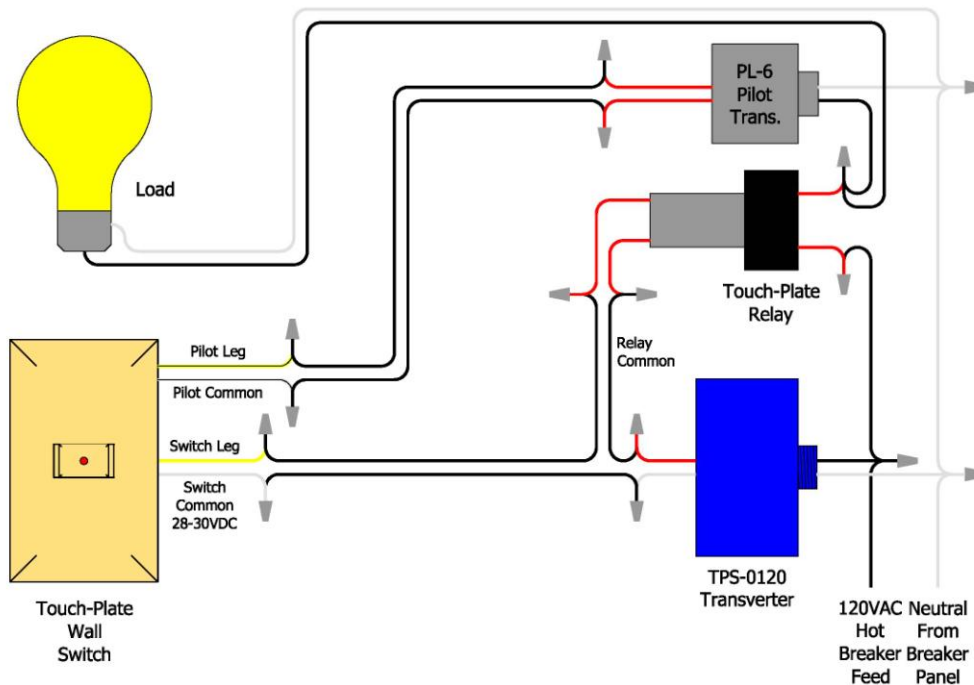 PL-6
Pilot
Trans.
Load
Touch-Plate
Relay
Pilot Leg
Pilot Common
Relay
Common
Switch Leg
Switch
Common
28-30VDC
Touch-Plate
Wall
Switch
TPS-0120
Transverter
120VAC
Hot
Breaker
Feed
Neutral
From
Breaker
Panel